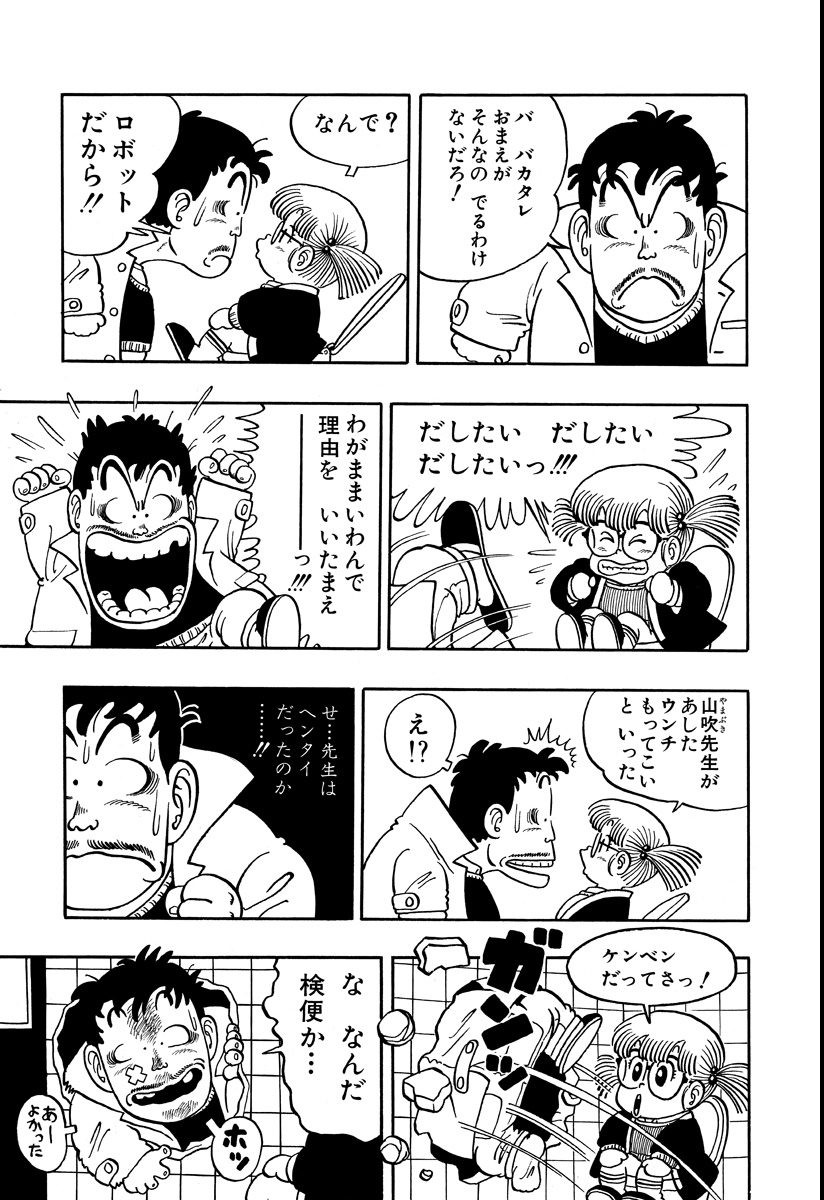 バ　バカタレ
おまえが
そんなの　でるわけ
ないだろ！
なんで？
ロボット
だから!!
だしたい　だしたい
だしたいっ!!!
わがままいわんで
理由を　いいたまえ
――――っ!!!
山吹先生が
やまぶき
あした
ウンチ
もってこい
と いった
え!?
せ…先生は
ヘンタイ
だったのか
……!!
ケンベン
だってさっ！
ガンッ
な　なんだ
検便か…
ホッ
あー
よかった